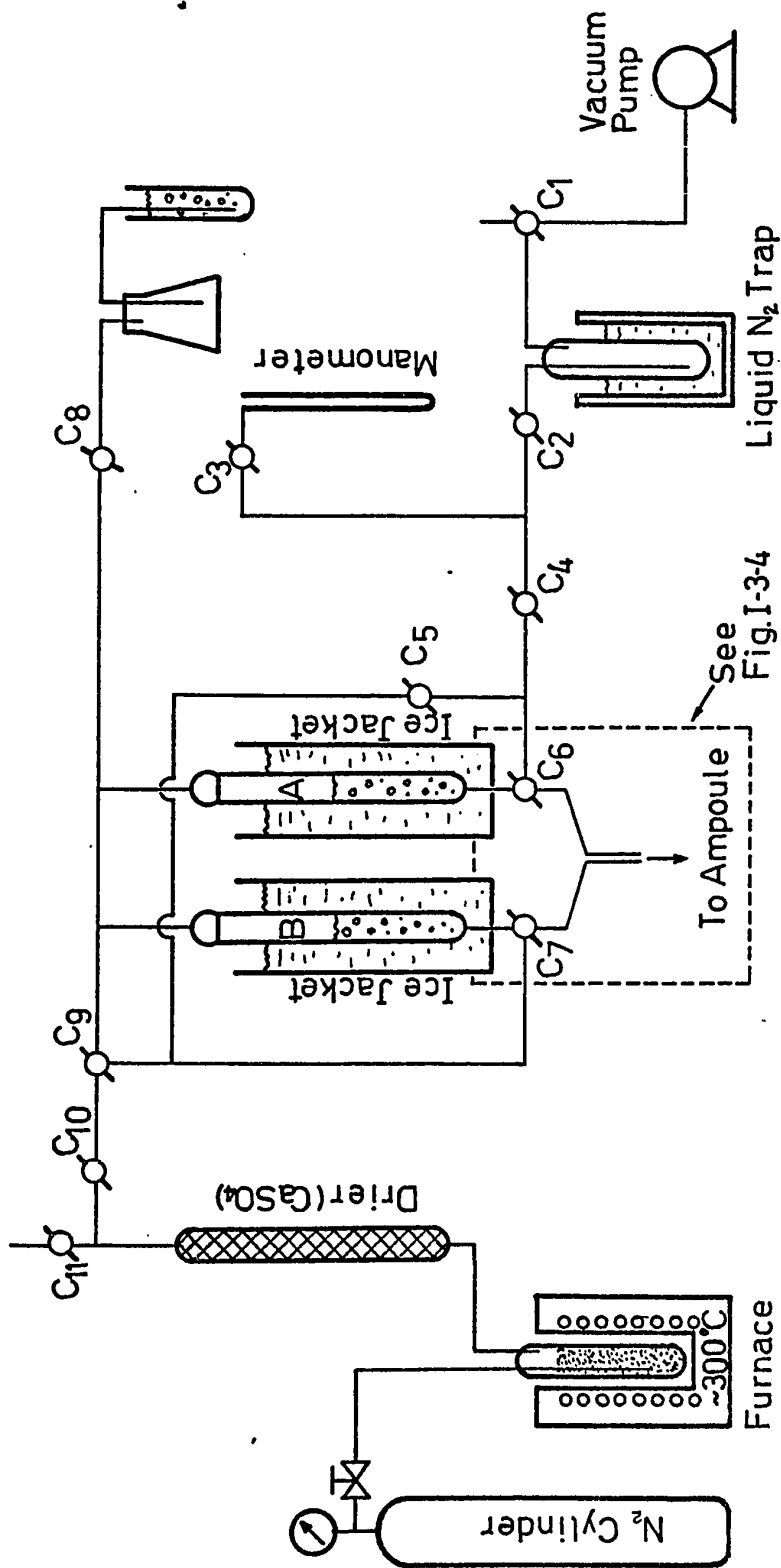 N₂ Cylinder
Furnace
~300°C
Drier (CaSO₄)
C₁₁
C₁₀
C₉
Ice Jacket
B
C₇
Ice Jacket
A
C₆
To Ampoule
See
Fig. I-3-4
C₅
C₄
C₈
C₃
Manometer
C₂
Liquid N₂ Trap
C₁
Vacuum
Pump